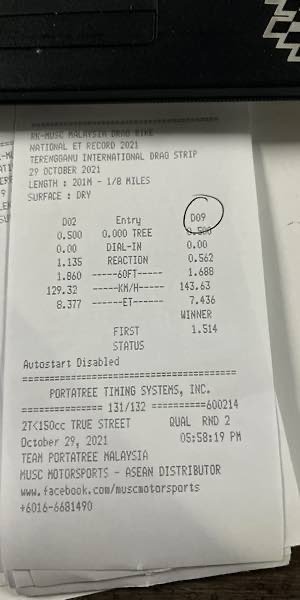 RK-MUSC MALAYSIA DRAG BIKE
NATIONAL ET RECORD 2021
TERENGGANU INTERNATIONAL DRAG STRIP
29 OCTOBER 2021
LENGTH : 201M - 1/8 MILES
SURFACE : DRY
D02 Entry D09
0.500 0.000 TREE 0.500
0.00 DIAL-IN 0.00
1.135 REACTION 0.562
1.860 -----60FT----- 1.688
129.32 -----KM/H----- 143.63
8.377 ------ET------ 7.436
WINNER
FIRST 1.514
STATUS
Autostart Disabled
======================================
PORTATREE TIMING SYSTEMS, INC.
=============== 131/132 ==========600214
2T<150cc TRUE STREET QUAL RND 2
October 29, 2021 05:58:19 PM
TEAM PORTATREE MALAYSIA
MUSC MOTORSPORTS - ASEAN DISTRIBUTOR
www.facebook.com/muscmotorsports
+6016-6681490